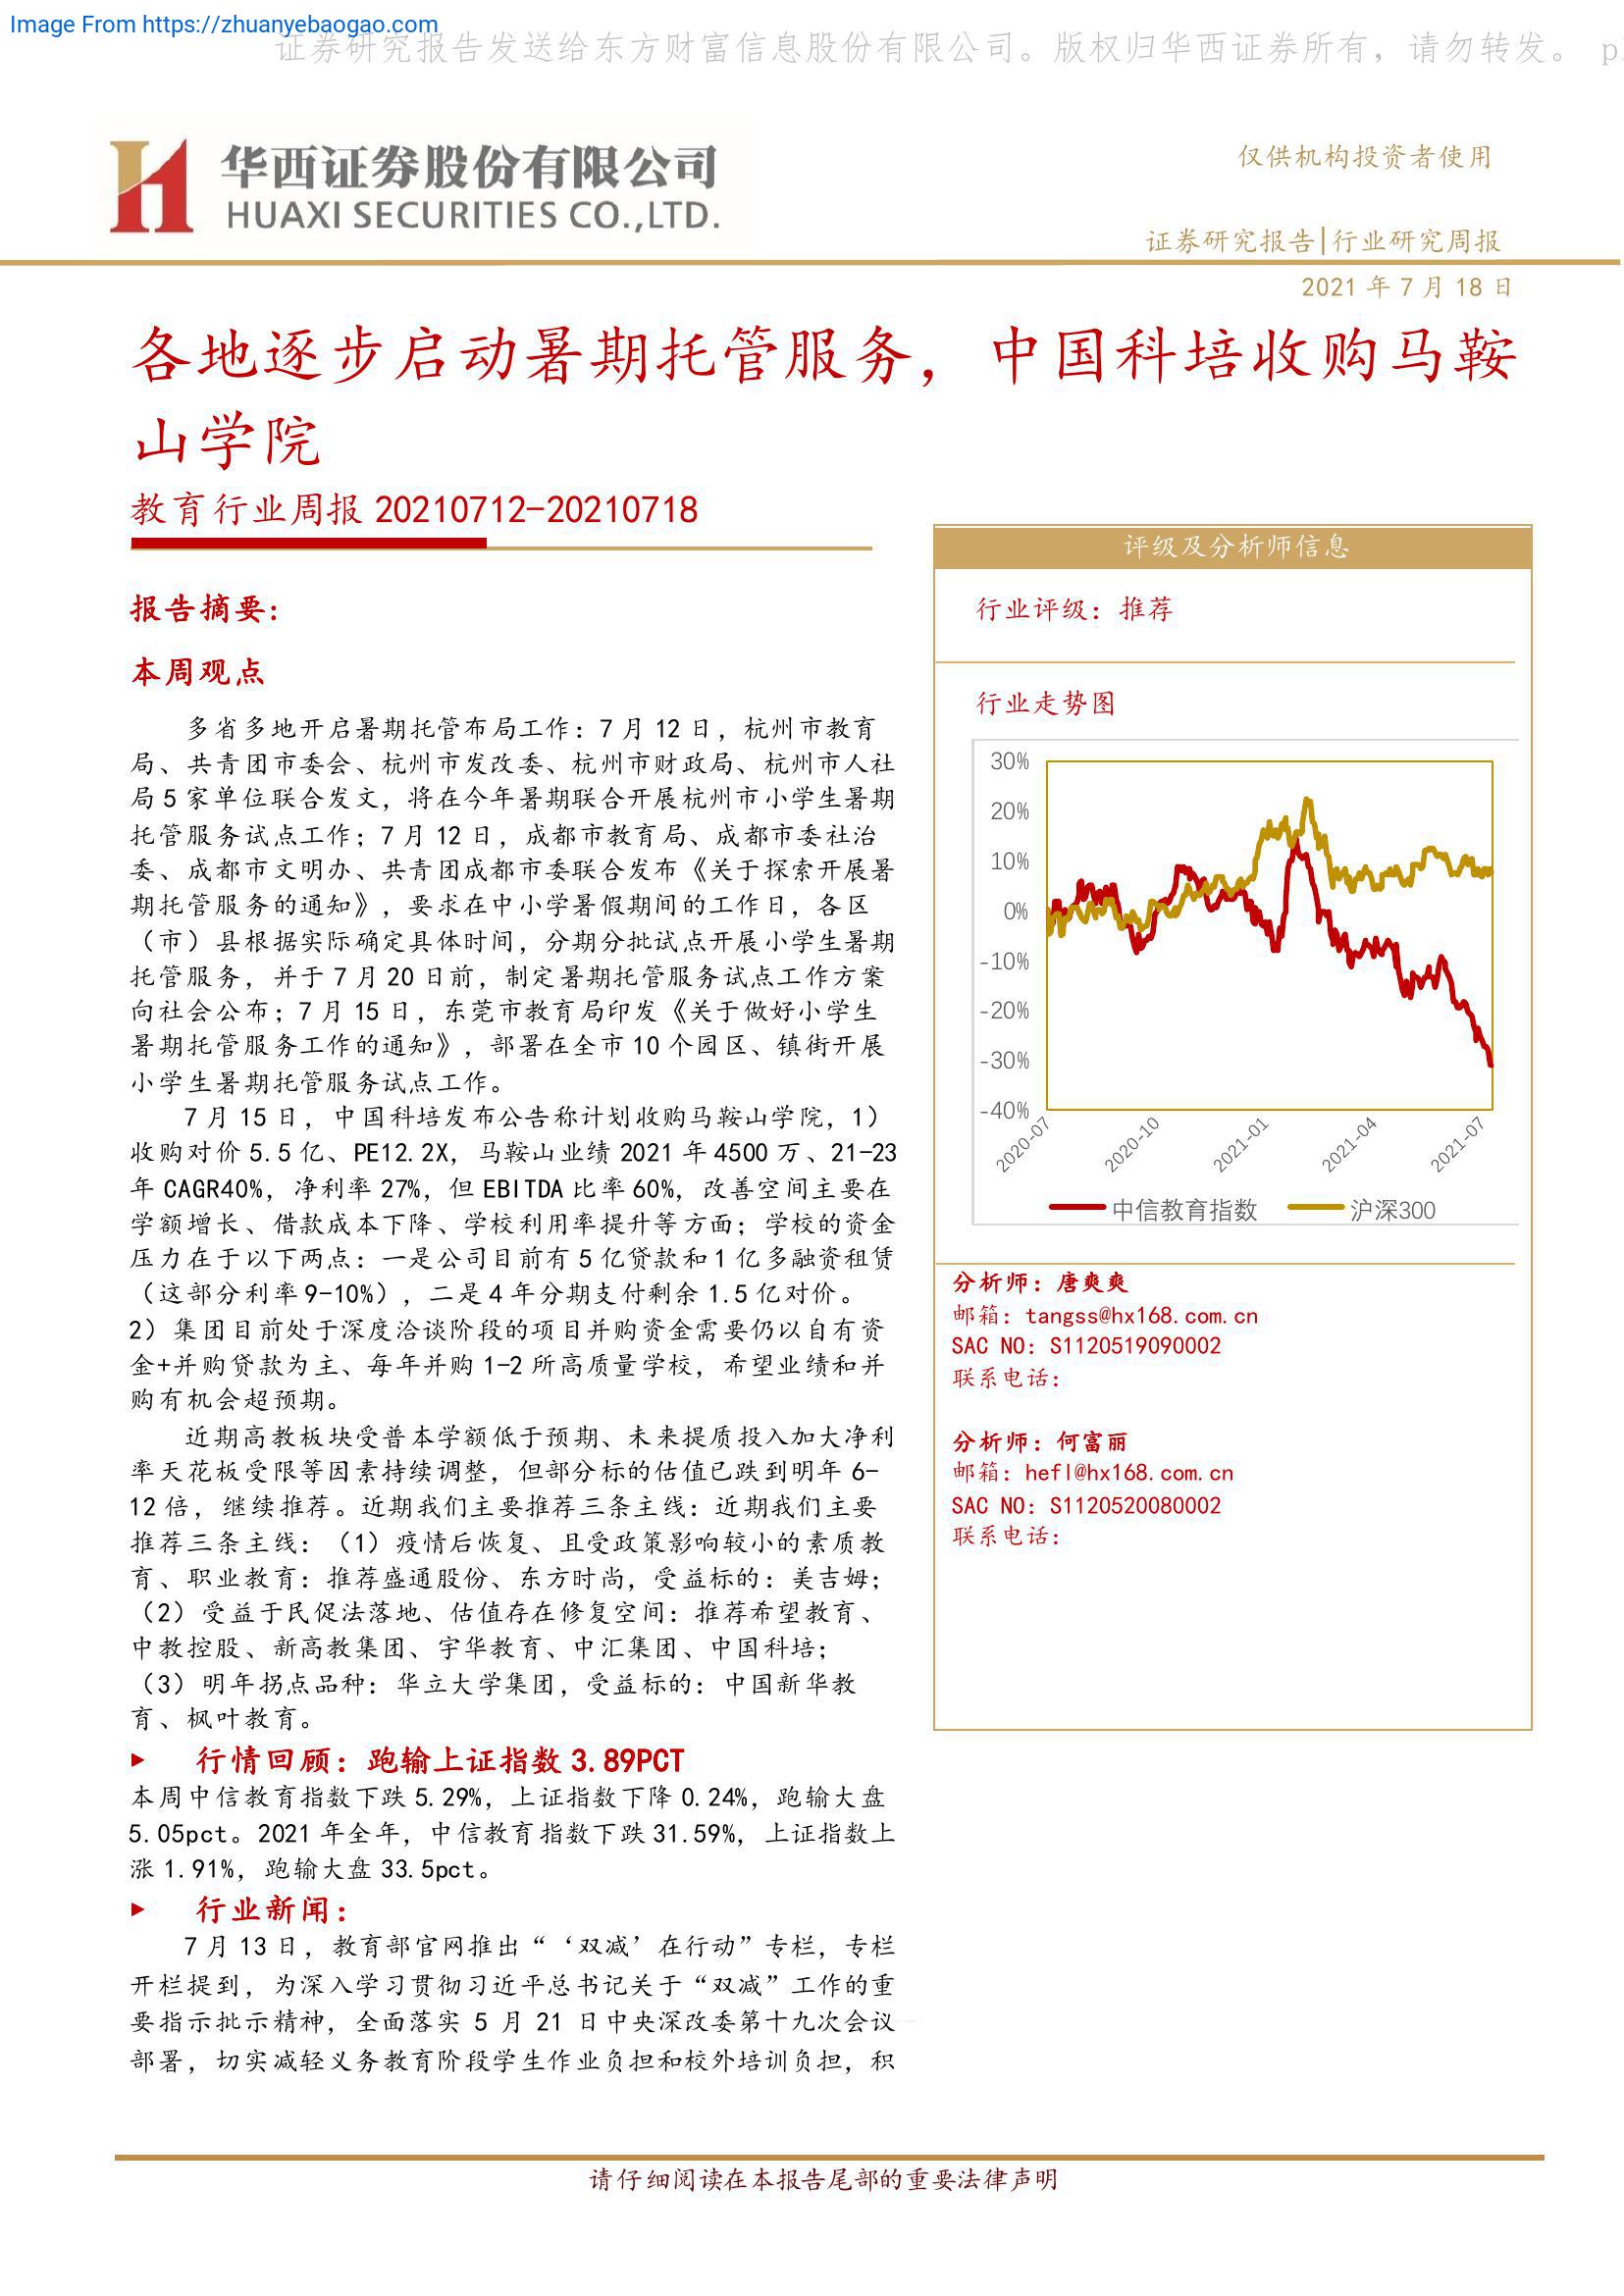 Image From https://zhuanyebaogao.com
证券研究报告发送给东方财富信息股份有限公司。版权归华西证券所有，请勿转发。 p
华西证券股份有限公司
HUAXI SECURITIES CO.,LTD.
仅供机构投资者使用
证券研究报告|行业研究周报
2021 年 7 月 18 日
各地逐步启动暑期托管服务，中国科培收购马鞍
山学院
教育行业周报 20210712-20210718
报告摘要:
本周观点
多省多地开启暑期托管布局工作：7 月 12 日，杭州市教育
局、共青团市委会、杭州市发改委、杭州市财政局、杭州市人社
局 5 家单位联合发文，将在今年暑期联合开展杭州市小学生暑期
托管服务试点工作；7 月 12 日，成都市教育局、成都市委社治
委、成都市文明办、共青团成都市委联合发布《关于探索开展暑
期托管服务的通知》，要求在中小学暑假期间的工作日，各区
（市）县根据实际确定具体时间，分期分批试点开展小学生暑期
托管服务，并于 7 月 20 日前，制定暑期托管服务试点工作方案
向社会公布；7 月 15 日，东莞市教育局印发《关于做好小学生
暑期托管服务工作的通知》，部署在全市 10 个园区、镇街开展
小学生暑期托管服务试点工作。
7 月 15 日，中国科培发布公告称计划收购马鞍山学院，1）
收购对价 5.5 亿、PE12.2X，马鞍山业绩 2021 年 4500 万、21-23
年 CAGR40%，净利率 27%，但 EBITDA 比率 60%，改善空间主要在
学额增长、借款成本下降、学校利用率提升等方面；学校的资金
压力在于以下两点：一是公司目前有 5 亿贷款和 1 亿多融资租赁
（这部分利率 9-10%），二是 4 年分期支付剩余 1.5 亿对价。
2）集团目前处于深度洽谈阶段的项目并购资金需要仍以自有资
金+并购贷款为主、每年并购 1-2 所高质量学校，希望业绩和并
购有机会超预期。
近期高教板块受普本学额低于预期、未来提质投入加大净利
率天花板受限等因素持续调整，但部分标的估值已跌到明年 6-
12 倍，继续推荐。近期我们主要推荐三条主线：近期我们主要
推荐三条主线：（1）疫情后恢复、且受政策影响较小的素质教
育、职业教育：推荐盛通股份、东方时尚，受益标的：美吉姆；
（2）受益于民促法落地、估值存在修复空间：推荐希望教育、
中教控股、新高教集团、宇华教育、中汇集团、中国科培；
（3）明年拐点品种：华立大学集团，受益标的：中国新华教
育、枫叶教育。
行情回顾：跑输上证指数 3.89PCT
本周中信教育指数下跌 5.29%，上证指数下降 0.24%，跑输大盘
5.05pct。2021 年全年，中信教育指数下跌 31.59%，上证指数上
涨 1.91%，跑输大盘 33.5pct。
行业新闻：
7 月 13 日，教育部官网推出“‘双减’在行动”专栏，专栏
开栏提到，为深入学习贯彻习近平总书记关于“双减”工作的重
要指示批示精神，全面落实 5 月 21 日中央深改委第十九次会议
部署，切实减轻义务教育阶段学生作业负担和校外培训负担，积
评级及分析师信息
行业评级：推荐
行业走势图
30%
20%
10%
0%
-10%
-20%
-30%
-40%
2020-07
2020-10
2021-01
2021-04
2021-07
中信教育指数
沪深300
分析师：唐爽爽
邮箱：tangss@hx168.com.cn
SAC NO：S1120519090002
联系电话：
分析师：何富丽
邮箱：hefl@hx168.com.cn
SAC NO：S1120520080002
联系电话：
请仔细阅读在本报告尾部的重要法律声明